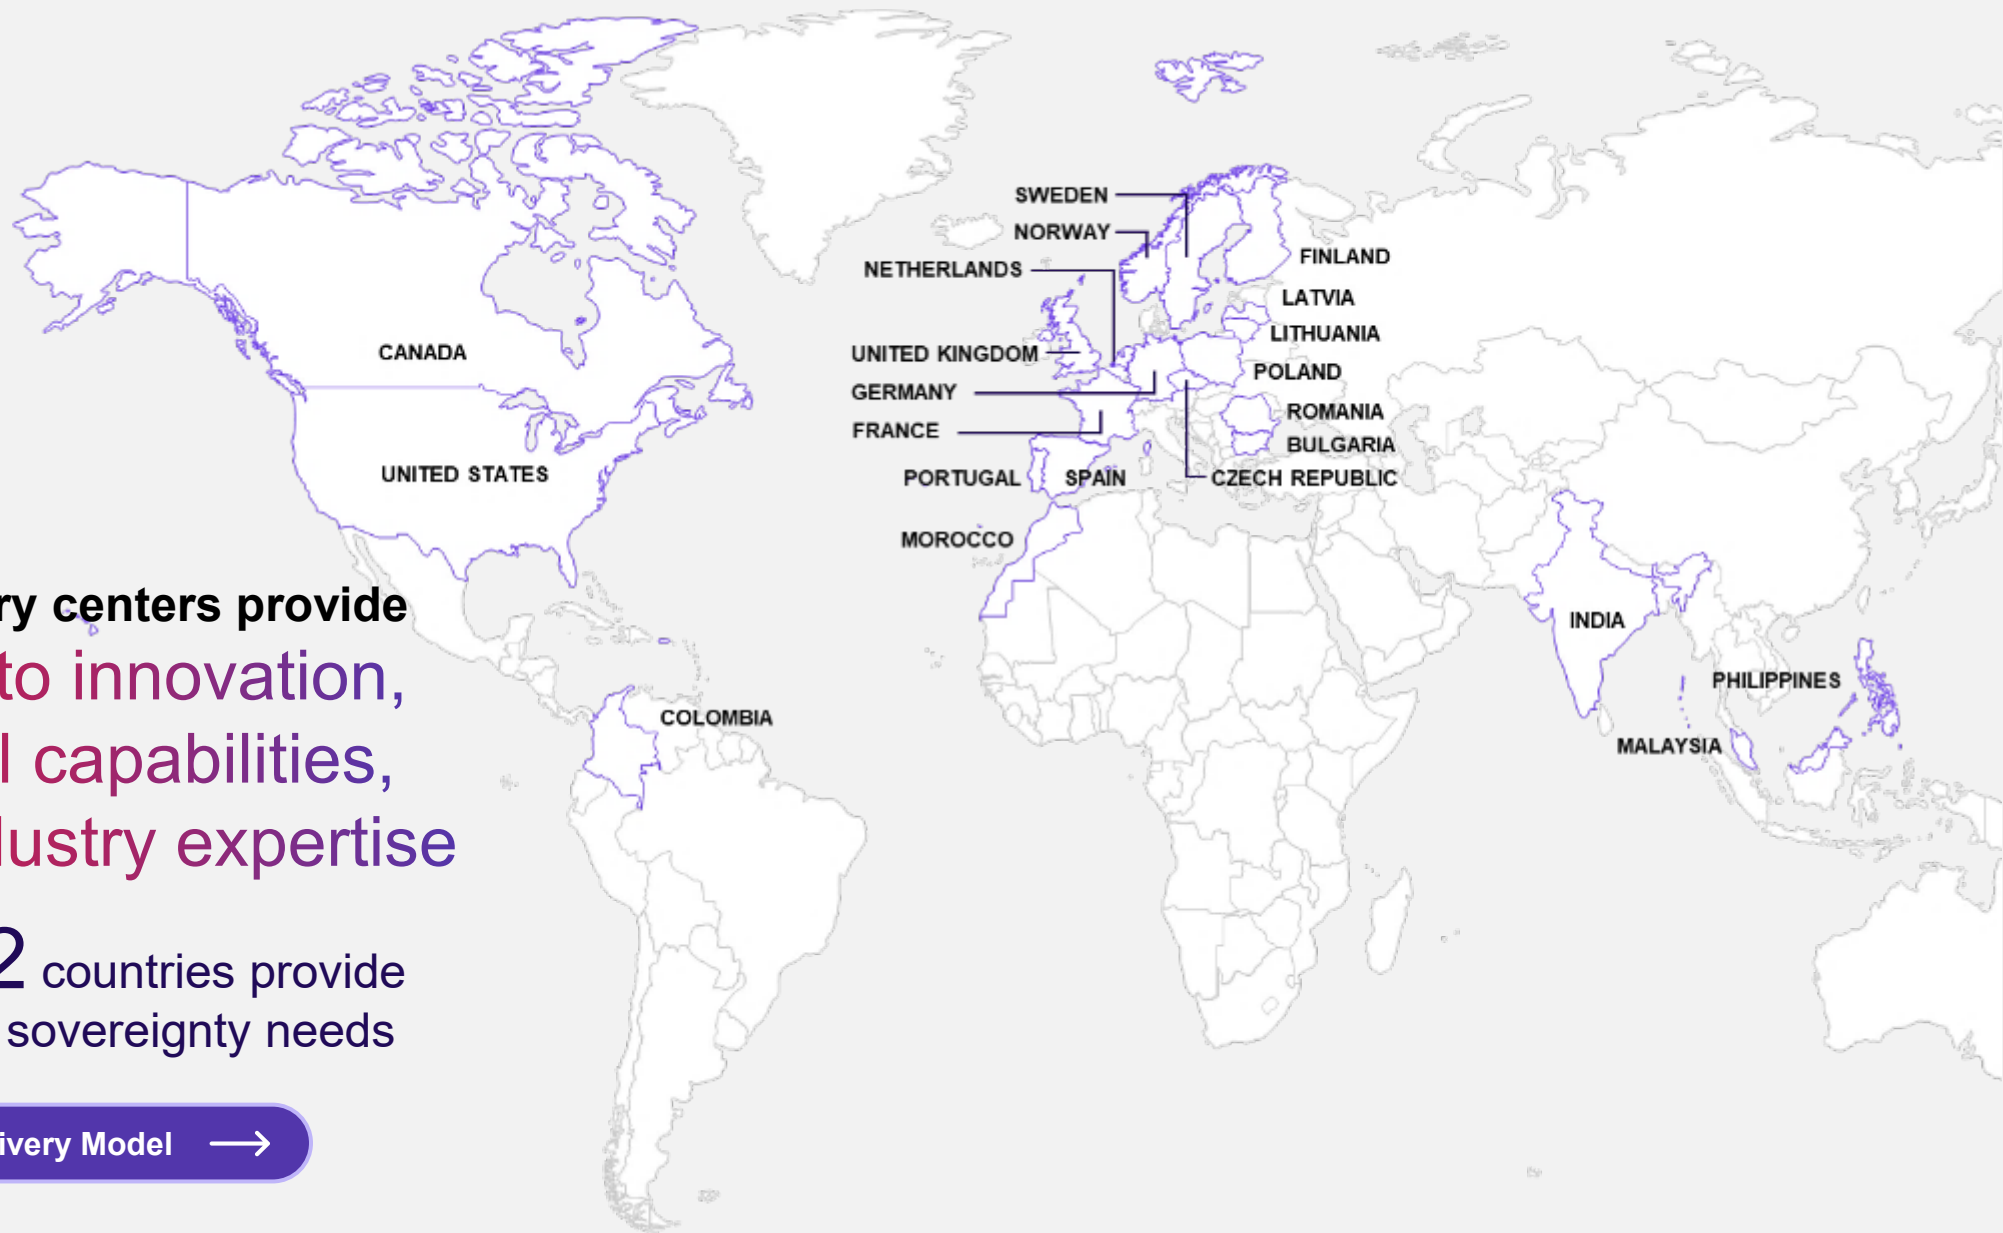 SWEDEN
NORWAY
NETHERLANDS
FINLAND
LATVIA
LITHUANIA
CANADA
UNITED KINGDOM
POLAND
GERMANY
ROMANIA
FRANCE
BULGARIA
UNITED STATES
PORTUGAL
SPAIN
CZECH REPUBLIC
MOROCCO
ry centers provide
to innovation,
l capabilities,
lustry expertise
2 countries provide
sovereignty needs
ivery Model
INDIA
PHILIPPINES
COLOMBIA
MALAYSIA